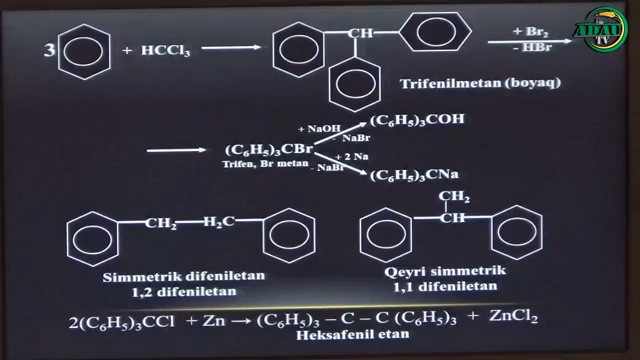 3 + HCCl₃ → CH + Br₂ - HBr →
ADAU TV
Trifenilmetan (boyaq)
→ (C₆H₅)₃CBr
Trifen, Br metan
+ NaOH
NaBr
(C₆H₅)₃COH
+ 2 Na
- NaBr
(C₆H₅)₃CNa
CH₂ — H₂C
Simmetrik difeniletan
1,2 difeniletan
CH₂
CH
Qeyri simmetrik
1,1 difeniletan
2(C₆H₅)₃CCl + Zn → (C₆H₅)₃ – C – C (C₆H₅)₃ + ZnCl₂
Heksafenil etan